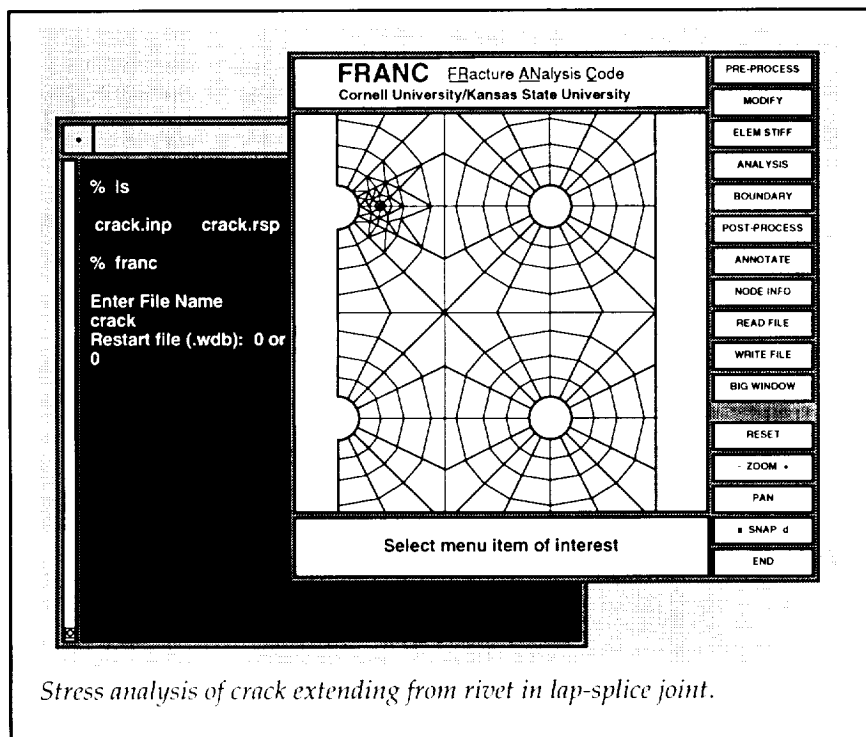 FRANC FRacture ANalysis Code
Cornell University/Kansas State University
% ls
crack.inp crack.rsp
% franc
Enter File Name
crack
Restart file (.wdb): 0 or
0
PRE-PROCESS
MODIFY
ELEM STIFF
ANALYSIS
BOUNDARY
POST-PROCESS
ANNOTATE
NODE INFO
READ FILE
WRITE FILE
BIG WINDOW
RESET
- ZOOM +
PAN
u SNAP d
END
Select menu item of interest
Stress analysis of crack extending from rivet in lap-splice joint.